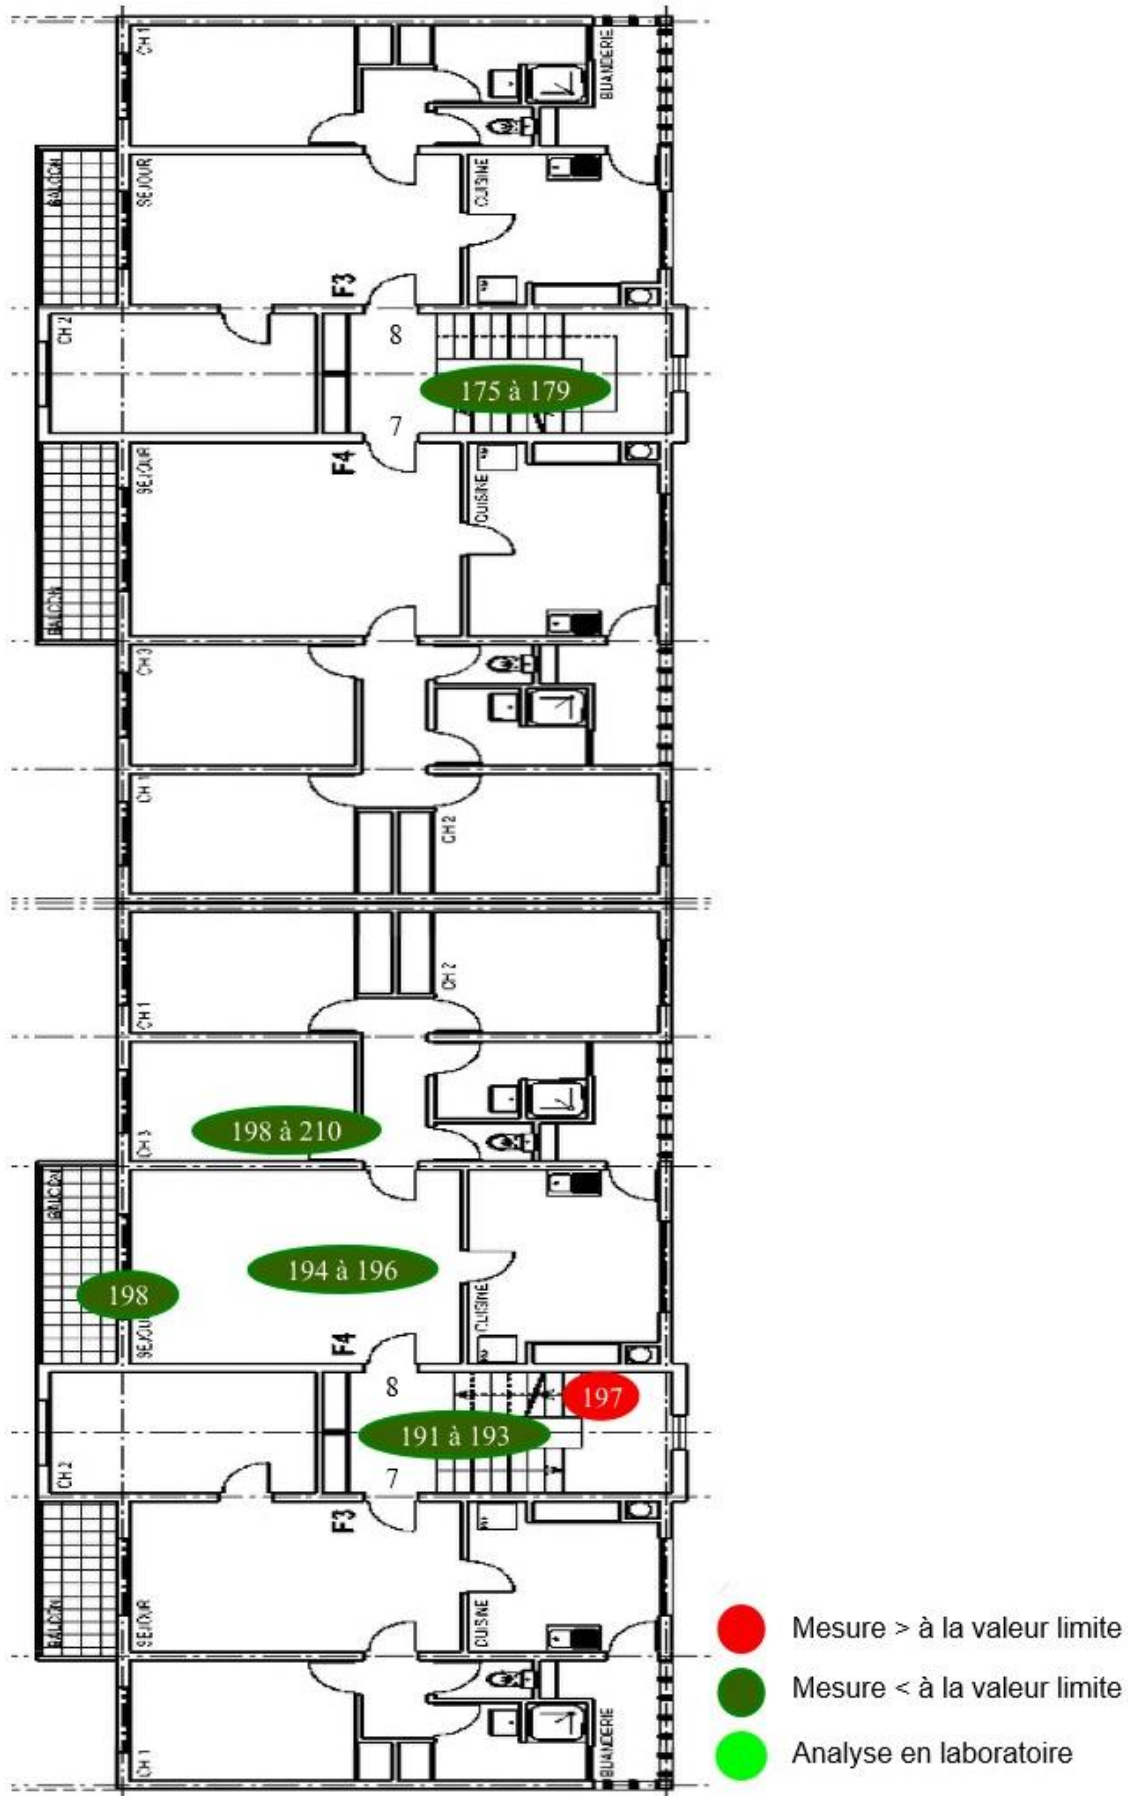 CH 1
BUANDERIE
BALCON
SEJOUR
CUISINE
F3
CH 2
8
175 à 179
7
F4
SEJOUR
CUISINE
BALCON
CH 3
CH 1
CH 2
CH 2
CH 1
198 à 210
CH 3
BALCON
194 à 196
198
SEJOU
CUISINE
F4
8
197
191 à 193
7
CH 2
F3
BALCON
SEJOUR
CUISINE
CH 1
BUANDERIE
Mesure > à la valeur limite
Mesure < à la valeur limite
Analyse en laboratoire